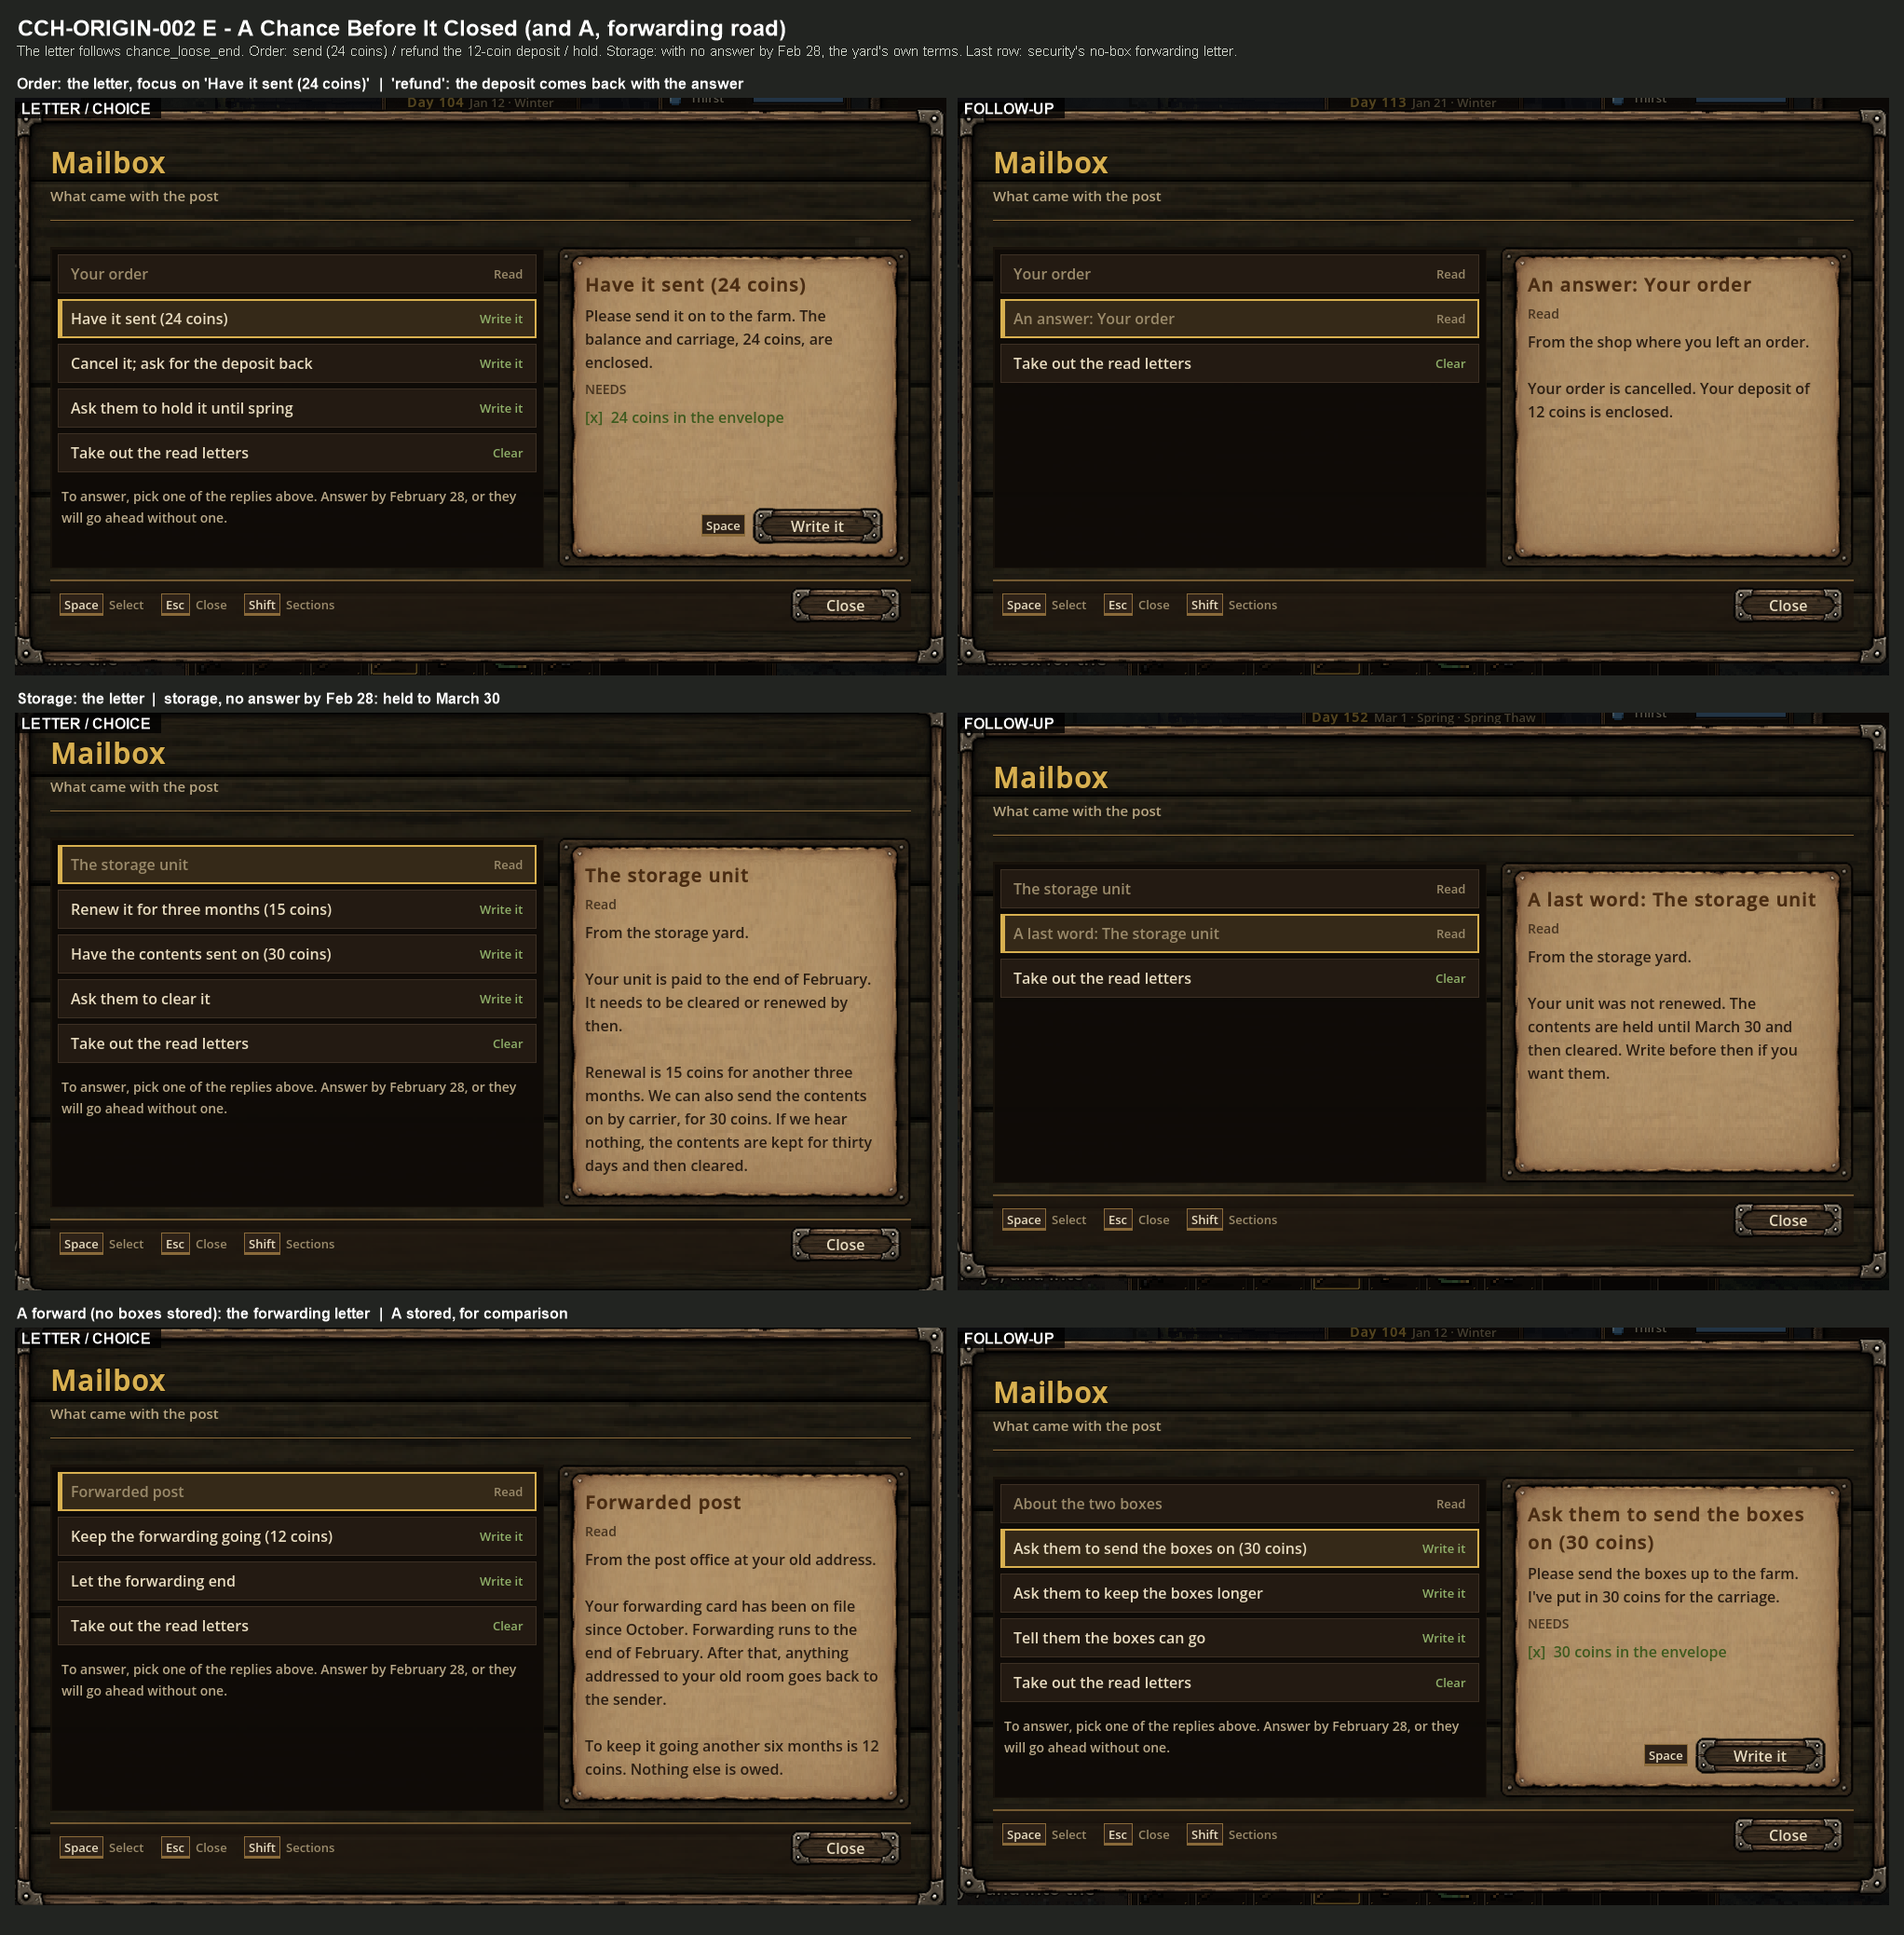 CCH-ORIGIN-002 E - A Chance Before It Closed (and A, forwarding road)
The letter follows chance_loose_end. Order: send (24 coins) / refund the 12-coin deposit / hold. Storage: with no answer by Feb 28, the yard's own terms. Last row: security's no-box forwarding letter.
Order: the letter, focus on 'Have it sent (24 coins)' | 'refund': the deposit comes back with the answer
LETTER / CHOICE
Day 104 Jan 12 · Winter
Thirst
Mailbox
What came with the post
Your order Read
Have it sent (24 coins) Write it
Cancel it; ask for the deposit back Write it
Ask them to hold it until spring Write it
Take out the read letters Clear
To answer, pick one of the replies above. Answer by February 28, or they
will go ahead without one.
Have it sent (24 coins)
Please send it on to the farm. The
balance and carriage, 24 coins, are
enclosed.
NEEDS
[x] 24 coins in the envelope
Space Write it
Space Select Esc Close Shift Sections Close
FOLLOW-UP
Day 113 Jan 21 · Winter
Thirst
Mailbox
What came with the post
Your order Read
An answer: Your order Read
Take out the read letters Clear
An answer: Your order
Read
From the shop where you left an order.
Your order is cancelled. Your deposit of
12 coins is enclosed.
Space Select Esc Close Shift Sections Close
Storage: the letter | storage, no answer by Feb 28: held to March 30
LETTER / CHOICE
Mailbox
What came with the post
The storage unit Read
Renew it for three months (15 coins) Write it
Have the contents sent on (30 coins) Write it
Ask them to clear it Write it
Take out the read letters Clear
To answer, pick one of the replies above. Answer by February 28, or they
will go ahead without one.
The storage unit
Read
From the storage yard.
Your unit is paid to the end of February.
It needs to be cleared or renewed by
then.
Renewal is 15 coins for another three
months. We can also send the contents
on by carrier, for 30 coins. If we hear
nothing, the contents are kept for thirty
days and then cleared.
Space Select Esc Close Shift Sections Close
FOLLOW-UP
Day 152 Mar 1 · Spring · Spring Thaw
Thirst
Mailbox
What came with the post
The storage unit Read
A last word: The storage unit Read
Take out the read letters Clear
A last word: The storage unit
Read
From the storage yard.
Your unit was not renewed. The
contents are held until March 30 and
then cleared. Write before then if you
want them.
Space Select Esc Close Shift Sections Close
A forward (no boxes stored): the forwarding letter | A stored, for comparison
LETTER / CHOICE
Mailbox
What came with the post
Forwarded post Read
Keep the forwarding going (12 coins) Write it
Let the forwarding end Write it
Take out the read letters Clear
To answer, pick one of the replies above. Answer by February 28, or they
will go ahead without one.
Forwarded post
Read
From the post office at your old address.
Your forwarding card has been on file
since October. Forwarding runs to the
end of February. After that, anything
addressed to your old room goes back to
the sender.
To keep it going another six months is 12
coins. Nothing else is owed.
Space Select Esc Close Shift Sections Close
FOLLOW-UP
Day 104 Jan 12 · Winter
Thirst
Mailbox
What came with the post
About the two boxes Read
Ask them to send the boxes on (30 coins) Write it
Ask them to keep the boxes longer Write it
Tell them the boxes can go Write it
Take out the read letters Clear
To answer, pick one of the replies above. Answer by February 28, or they
will go ahead without one.
Ask them to send the boxes
on (30 coins)
Please send the boxes up to the farm.
I've put in 30 coins for the carriage.
NEEDS
[x] 30 coins in the envelope
Space Write it
Space Select Esc Close Shift Sections Close